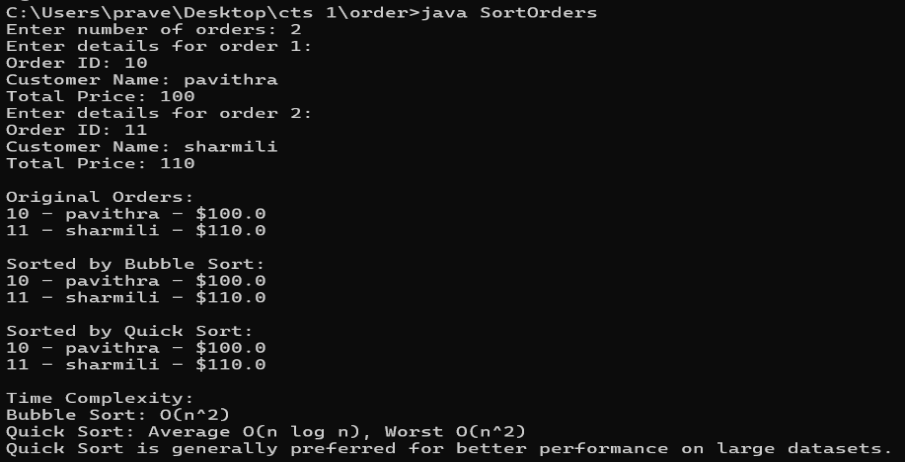 C:\Users\prave\Desktop\cts 1\order>java SortOrders
Enter number of orders: 2
Enter details for order 1:
Order ID: 10
Customer Name: pavithra
Total Price: 100
Enter details for order 2:
Order ID: 11
Customer Name: sharmili
Total Price: 110
Original Orders:
10 - pavithra - $100.0
11 - sharmili - $110.0
Sorted by Bubble Sort:
10 - pavithra - $100.0
11 - sharmili - $110.0
Sorted by Quick Sort:
10 - pavithra - $100.0
11 - sharmili - $110.0
Time Complexity:
Bubble Sort: O(n^2)
Quick Sort: Average O(n log n), Worst O(n^2)
Quick Sort is generally preferred for better performance on large datasets.